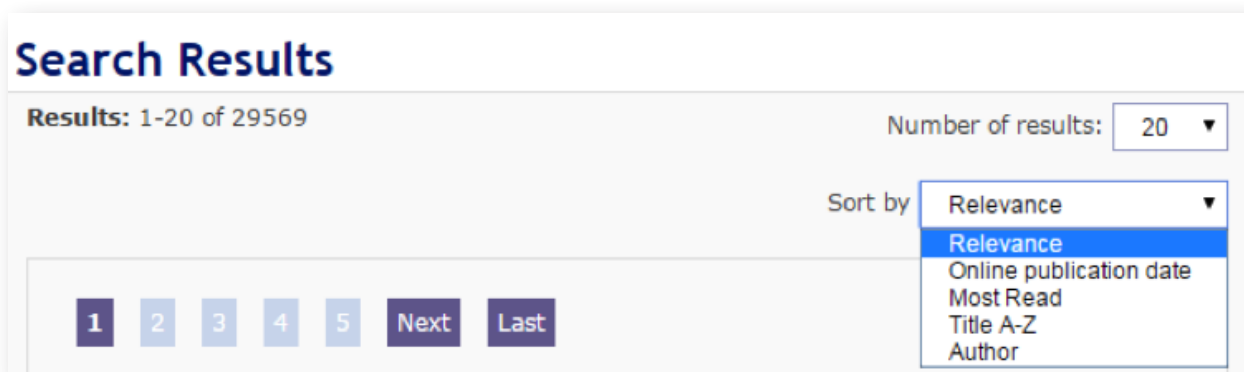 Search Results
Results: 1-20 of 29569
Number of results: 20
Sort by Relevance
Relevance
Online publication date
Most Read
Title A-Z
Author
1 2 3 4 5 Next Last